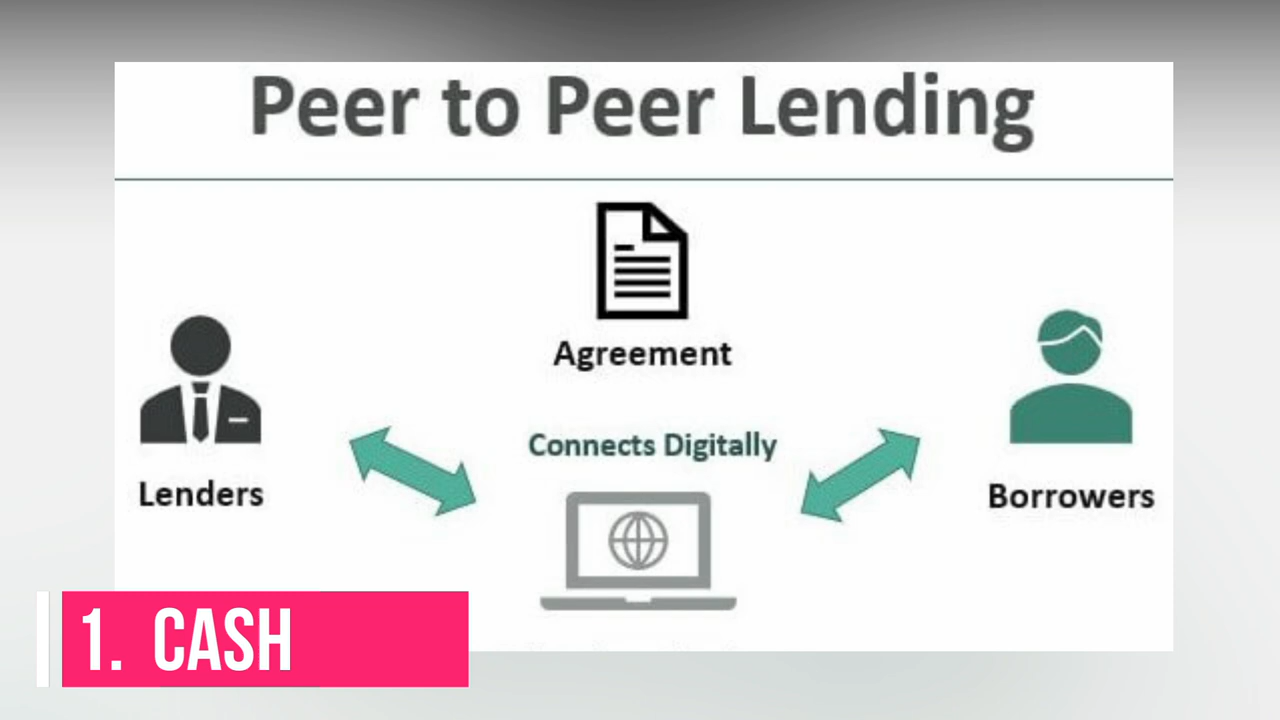 Peer to Peer Lending
Agreement
Connects Digitally
Lenders
Borrowers
1. CASH